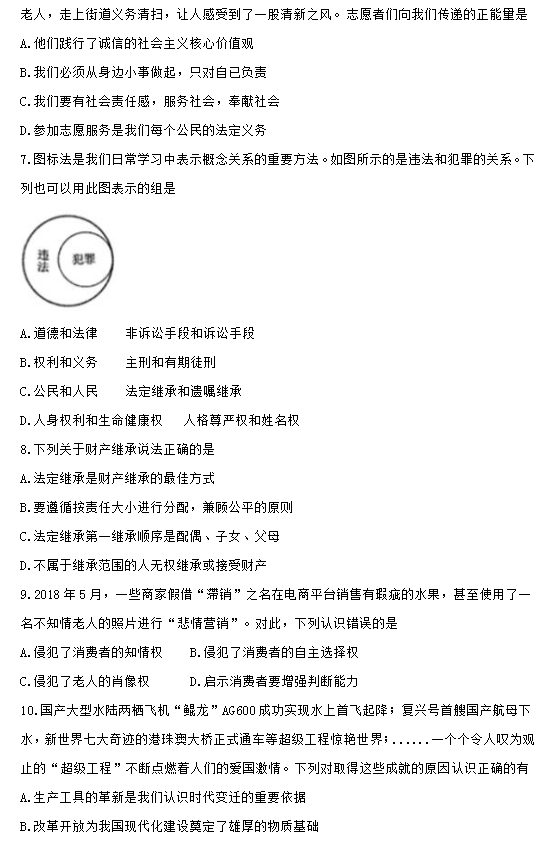 老人，走上街道义务清扫，让人感受到了一股清新之风。志愿者们向我们传递的正能量是
A.他们践行了诚信的社会主义核心价值观
B.我们必须从身边小事做起，只对自已负责
C.我们要有社会责任感，服务社会，奉献社会
D.参加志愿服务是我们每个公民的法定义务
7.图标法是我们日常学习中表示概念关系的重要方法。如图所示的是违法和犯罪的关系。下
列也可以用此图表示的组是
违法 犯罪
A.道德和法律 非诉讼手段和诉讼手段
B.权利和义务 主刑和有期徒刑
C.公民和人民 法定继承和遗嘱继承
D.人身权利和生命健康权 人格尊严权和姓名权
8.下列关于财产继承说法正确的是
A.法定继承是财产继承的最佳方式
B.要遵循按责任大小进行分配，兼顾公平的原则
C.法定继承第一继承顺序是配偶、子女、父母
D.不属于继承范围的人无权继承或接受财产
9.2018年5月，一些商家假借“滞销”之名在电商平台销售有瑕疵的水果，甚至使用了一
名不知情老人的照片进行“悲情营销”。对此，下列认识错误的是
A.侵犯了消费者的知情权 B.侵犯了消费者的自主选择权
C.侵犯了老人的肖像权 D.启示消费者要增强判断能力
10.国产大型水陆两栖飞机“鲲龙”AG600成功实现水上首飞起降；复兴号首艘国产航母下
水，新世界七大奇迹的港珠澳大桥正式通车等超级工程惊艳世界；......一个个令人叹为观
止的“超级工程”不断点燃着人们的爱国激情。下列对取得这些成就的原因认识正确的有
A.生产工具的革新是我们认识时代变迁的重要依据
B.改革开放为我国现代化建设奠定了雄厚的物质基础